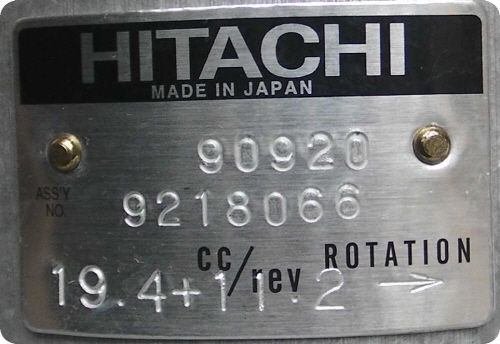 HITACHI
MADE IN JAPAN
90920
ASS'Y
NO.
9218066
CC/rev ROTATION
19.4+11.2 →